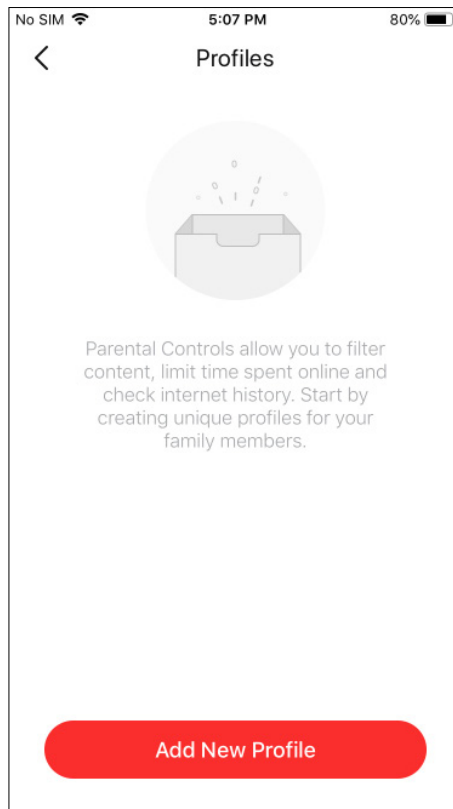 No SIM 5:07 PM 80%
Profiles
Parental Controls allow you to filter
content, limit time spent online and
check internet history. Start by
creating unique profiles for your
family members.
Add New Profile